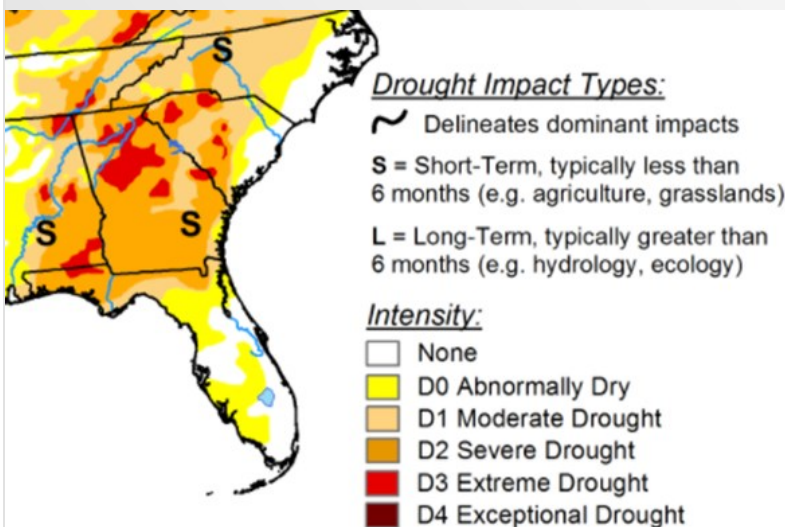 S
S
S
Drought Impact Types:
Delineates dominant impacts
S = Short-Term, typically less than
6 months (e.g. agriculture, grasslands)
L = Long-Term, typically greater than
6 months (e.g. hydrology, ecology)
Intensity:
None
D0 Abnormally Dry
D1 Moderate Drought
D2 Severe Drought
D3 Extreme Drought
D4 Exceptional Drought